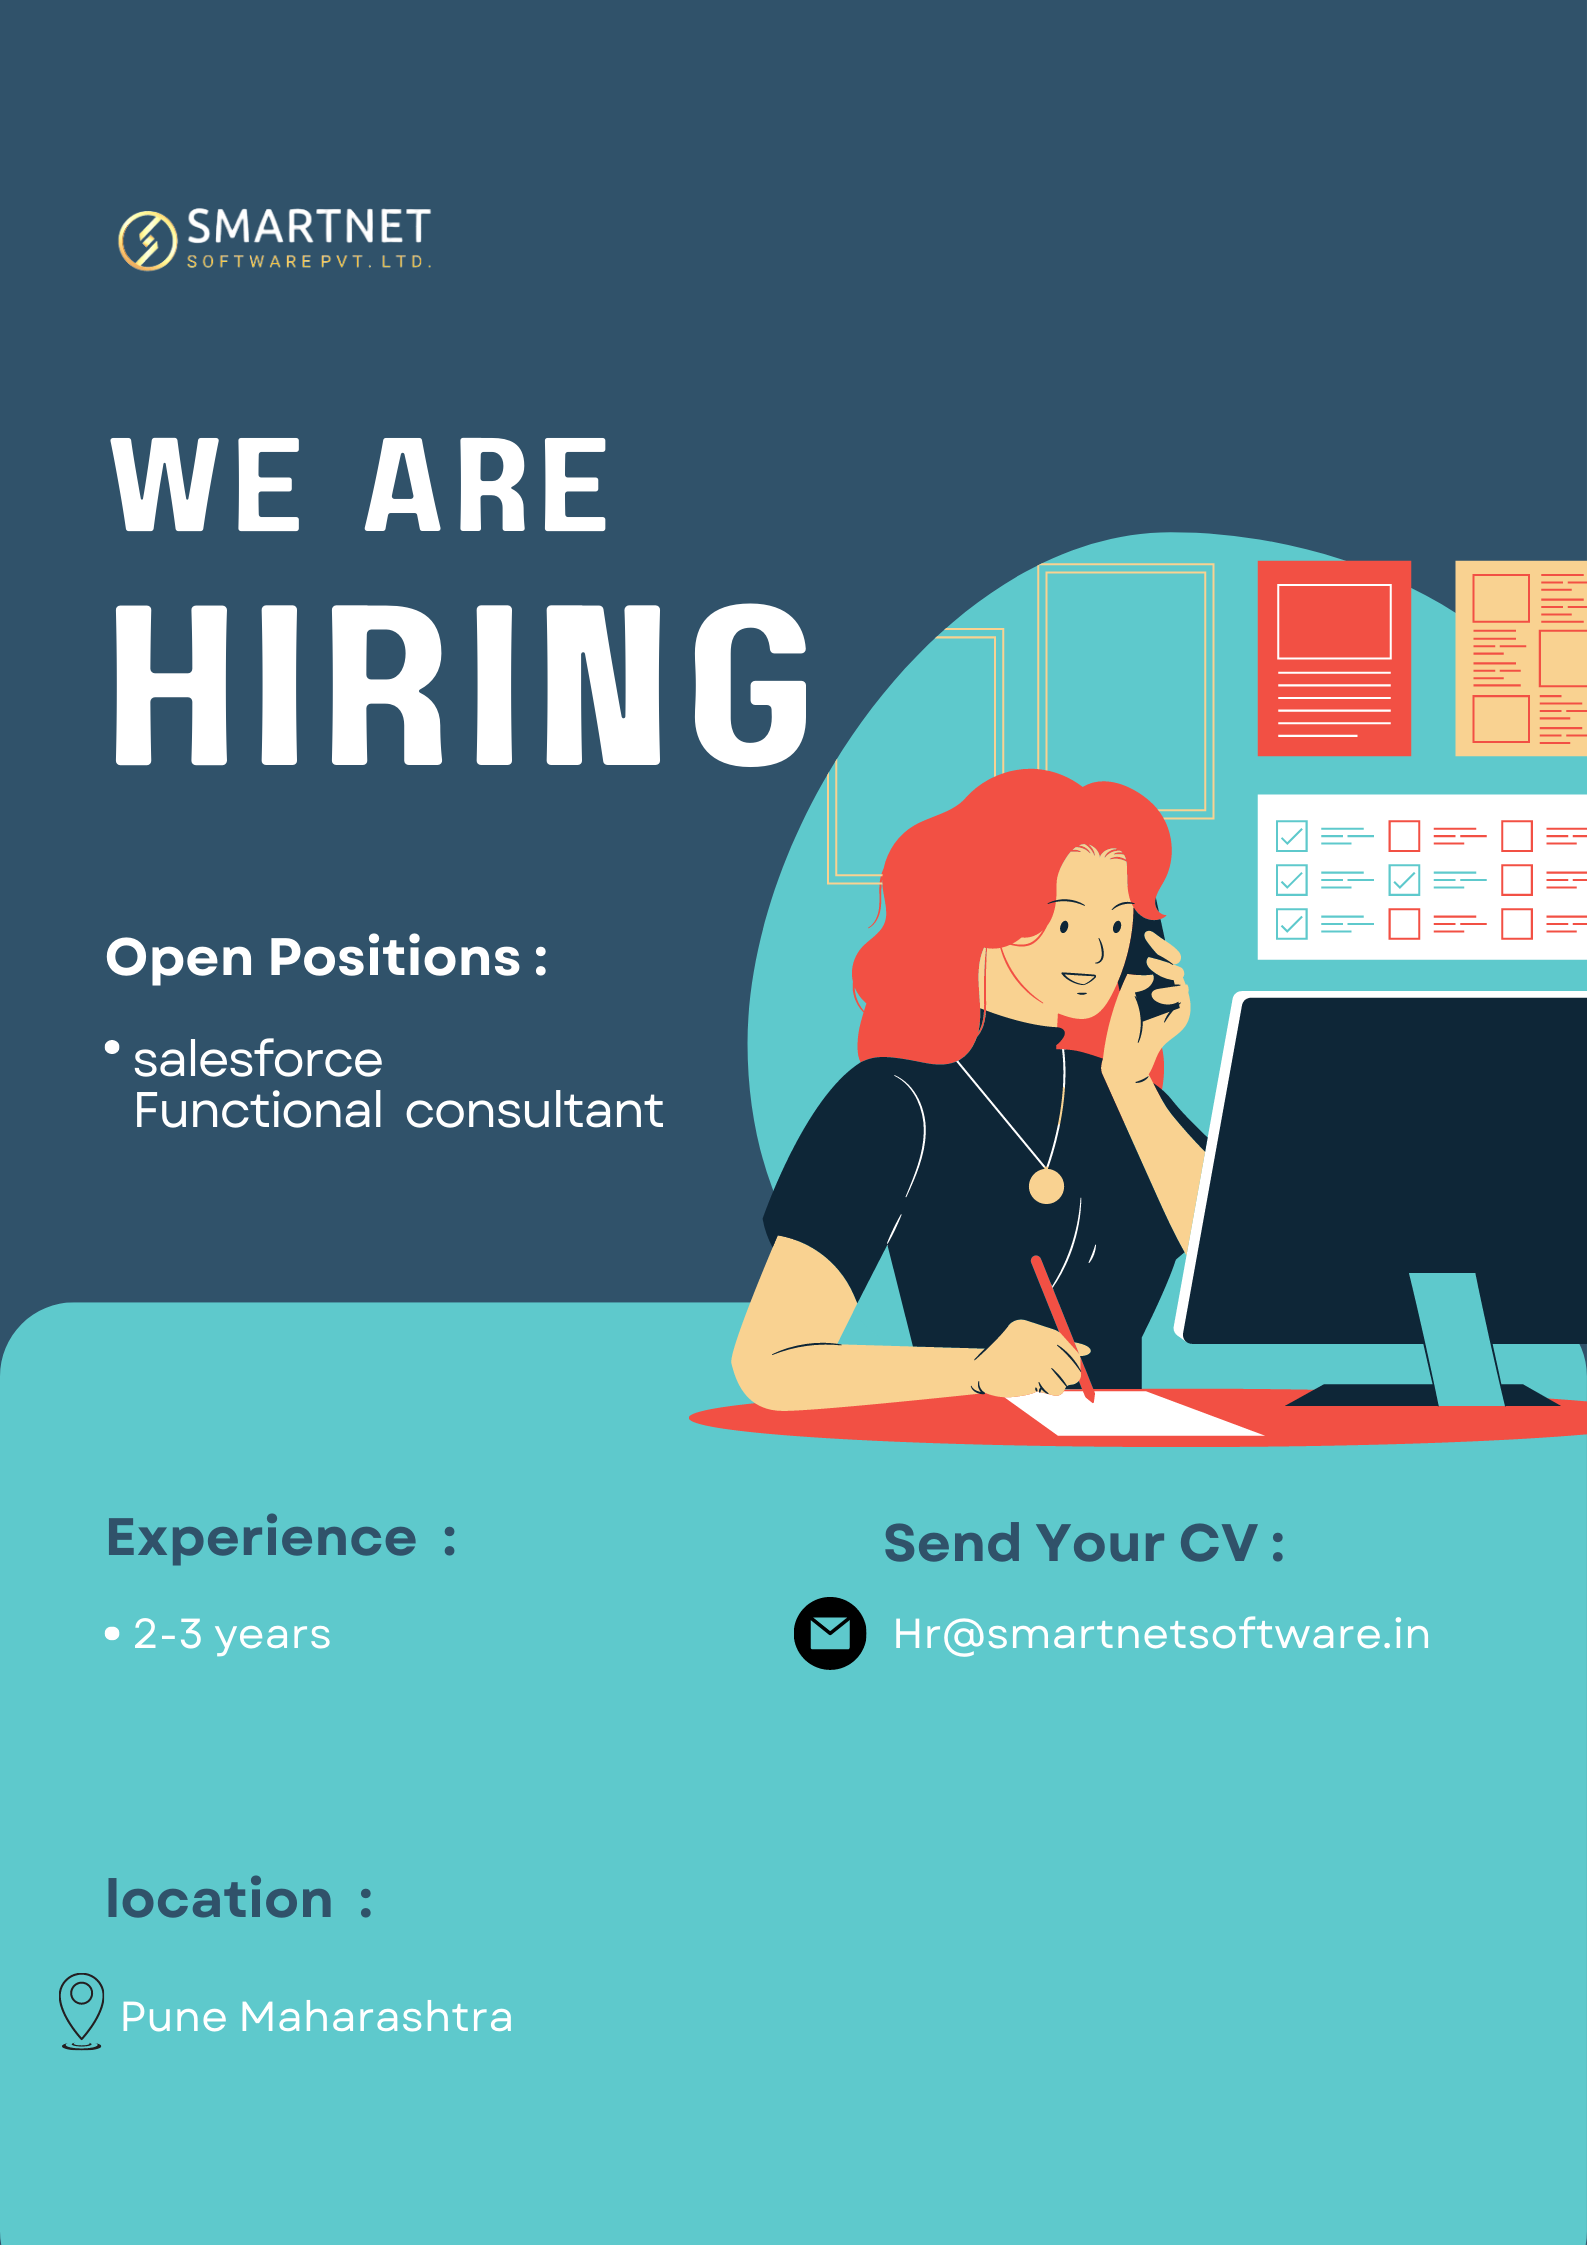 SMARTNET
SOFTWARE PVT. LTD.
WE ARE
HIRING
Open Positions :
• salesforce
Functional consultant
Experience :
• 2-3 years
Send Your CV :
Hr@smartnetsoftware.in
location :
Pune Maharashtra